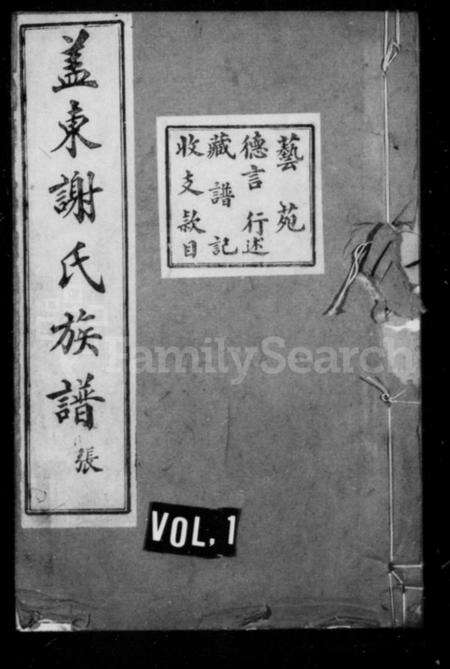 盖東謝氏族譜
張
藝苑
德言行述
藏譜記
收支款目
FamilySearch
VOL. 1